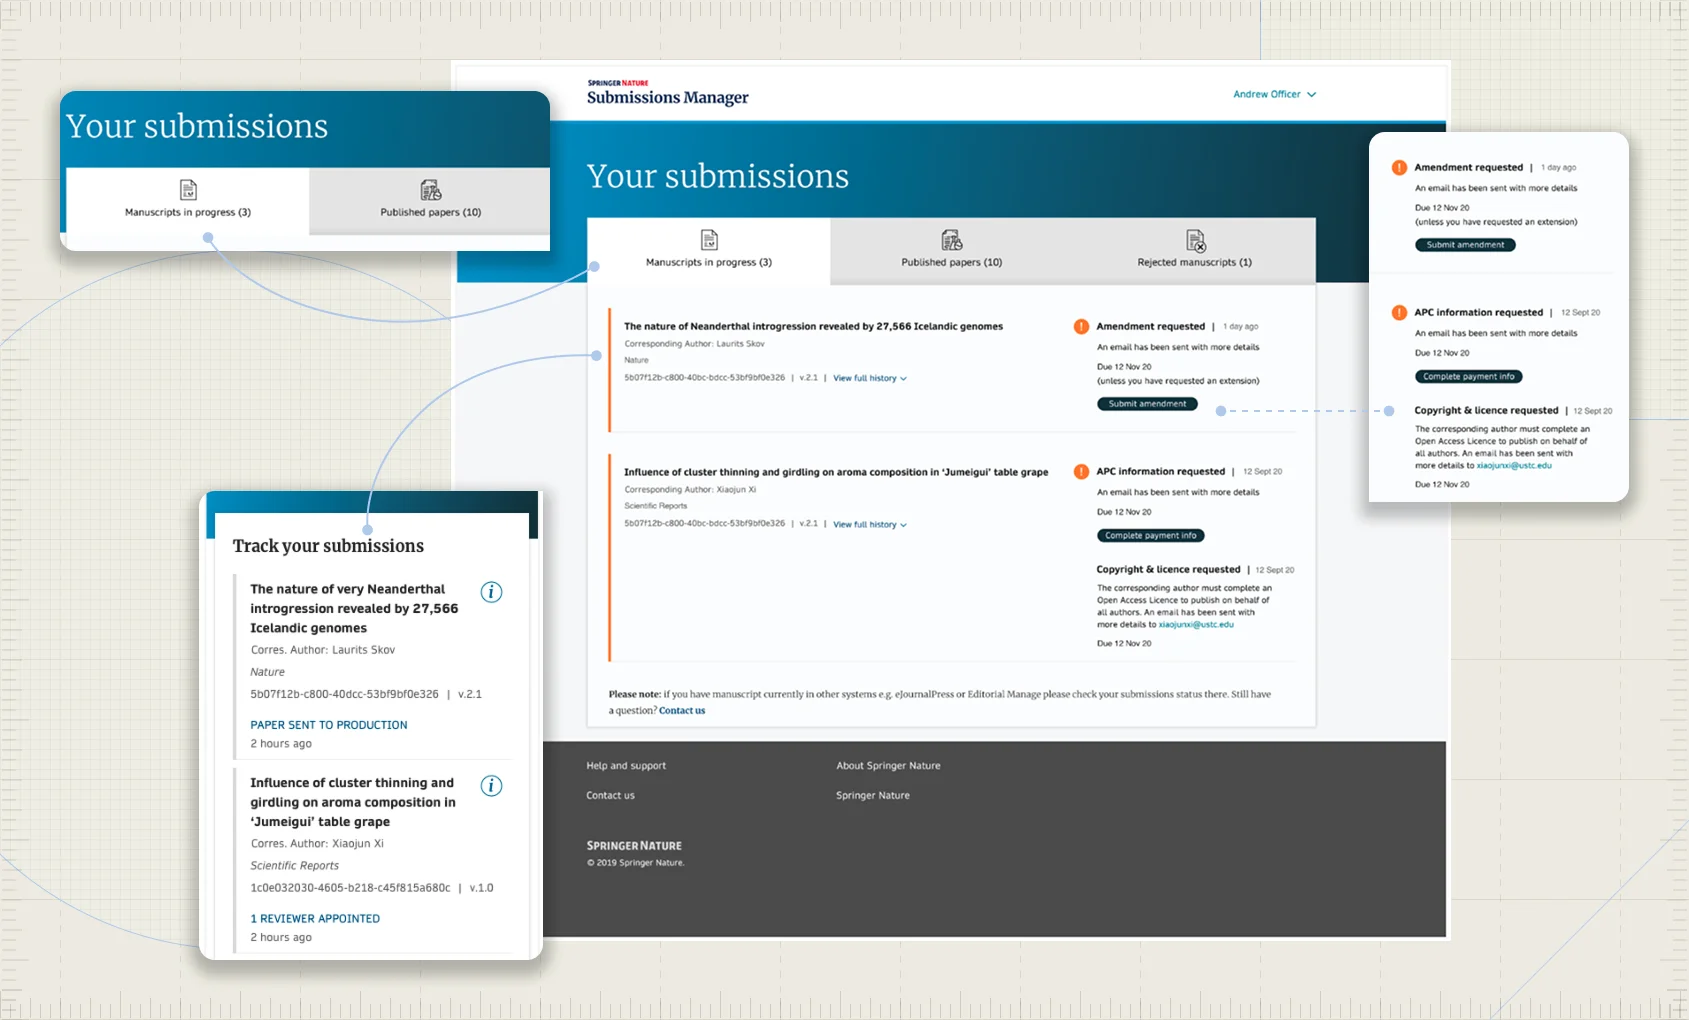 Your submissions
Manuscripts in progress (3)
Published papers (10)
SPRINGER NATURE
Submissions Manager
Andrew Officer
Your submissions
Manuscripts in progress (3)
Published papers (10)
Rejected manuscripts (1)
The nature of Neanderthal introgression revealed by 27,566 Icelandic genomes
Corresponding Author: Laurits Skov
Nature
5b07f12b-c800-40bc-bdcc-53bf9bf0e326 | v.2.1 | View full history
Amendment requested | 1 day ago
An email has been sent with more details
Due 12 Nov 20
(unless you have requested an extension)
Submit amendment
Influence of cluster thinning and girdling on aroma composition in ‘Jumeigui’ table grape
Corresponding Author: Xiaojun Xi
Scientific Reports
5b07f12b-c800-40bc-bdcc-53bf9bf0e326 | v.2.1 | View full history
APC information requested | 12 Sept 20
An email has been sent with more details
Due 12 Nov 20
Complete payment info
Copyright & licence requested | 12 Sept 20
The corresponding author must complete an
Open Access Licence to publish on behalf of
all authors. An email has been sent with
more details to xiaojunxi@ustc.edu
Due 12 Nov 20
Please note: if you have manuscript currently in other systems e.g. eJournalPress or Editorial Manage please check your submissions status there. Still have
a question? Contact us
Help and support
About Springer Nature
Contact us
Springer Nature
SPRINGER NATURE
© 2019 Springer Nature.
Amendment requested | 1 day ago
An email has been sent with more details
Due 12 Nov 20
(unless you have requested an extension)
Submit amendment
APC information requested | 12 Sept 20
An email has been sent with more details
Due 12 Nov 20
Complete payment info
Copyright & licence requested | 12 Sept 20
The corresponding author must complete an
Open Access Licence to publish on behalf of
all authors. An email has been sent with
more details to xiaojunxi@ustc.edu
Due 12 Nov 20
Track your submissions
The nature of very Neanderthal
introgression revealed by 27,566
Icelandic genomes
Corres. Author: Laurits Skov
Nature
5b07f12b-c800-40dcc-53bf9bf0e326 | v.2.1
PAPER SENT TO PRODUCTION
2 hours ago
Influence of cluster thinning and
girdling on aroma composition in
‘Jumeigui’ table grape
Corres. Author: Xiaojun Xi
Scientific Reports
1c0e032030-4605-b218-c45f815a680c | v.1.0
1 REVIEWER APPOINTED
2 hours ago